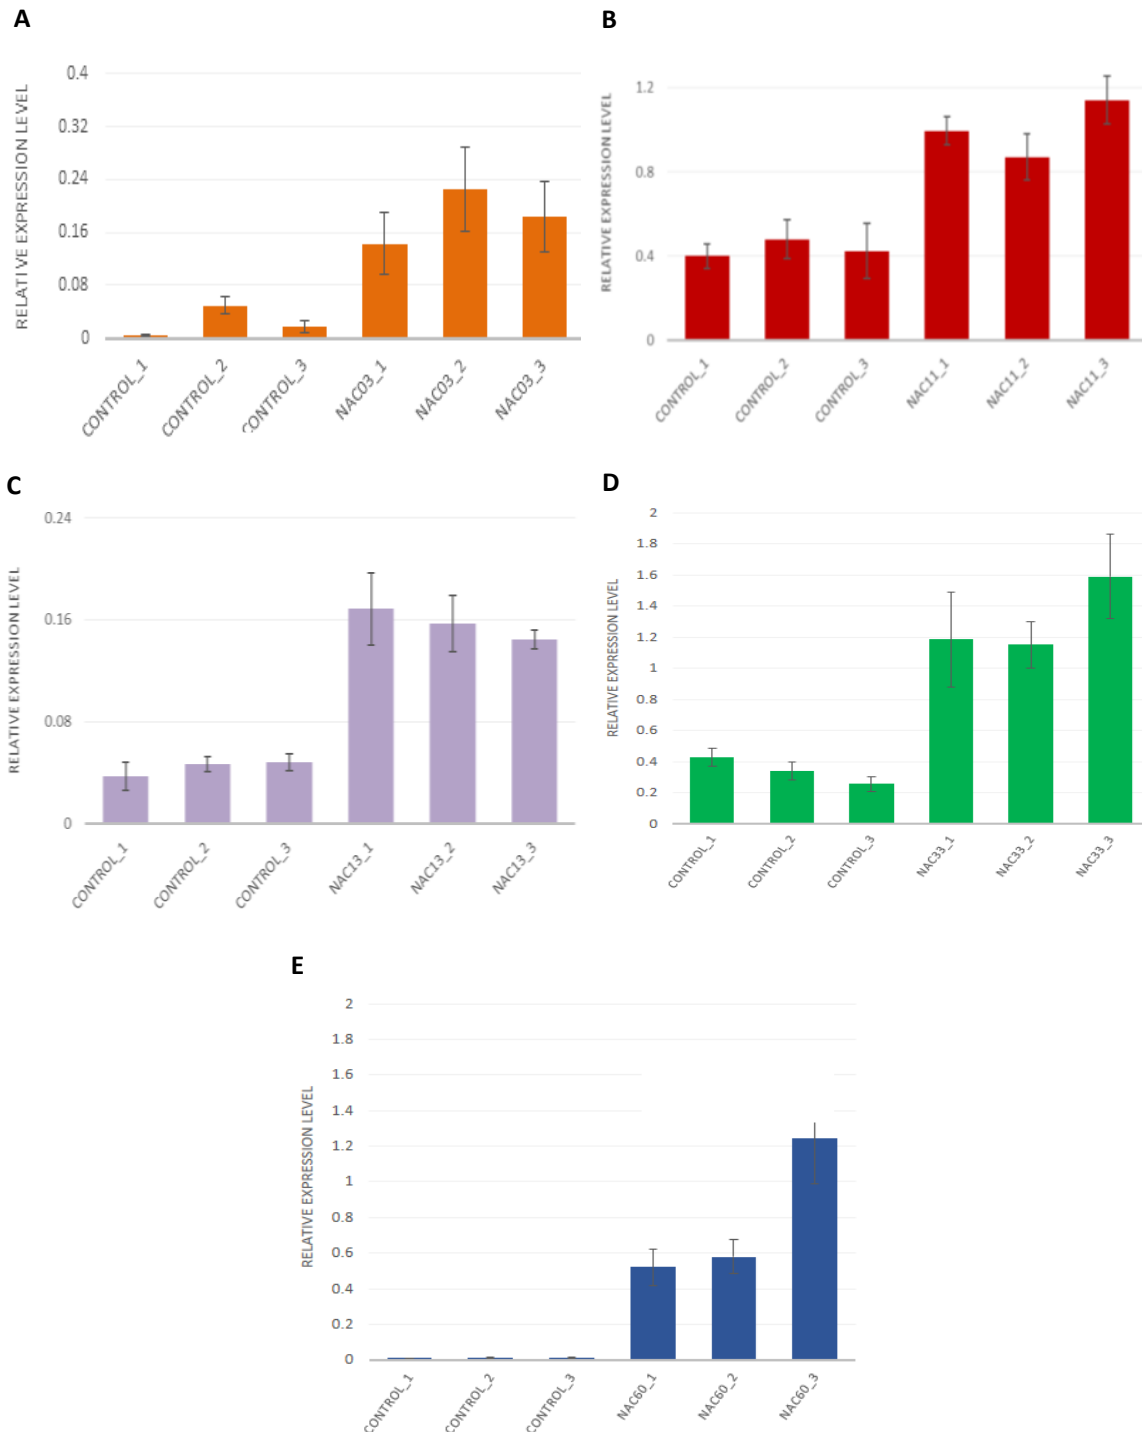 A
RELATIVE EXPRESSION LEVEL
0.4
0.32
0.24
0.16
0.08
0
CONTROL_1
CONTROL_2
CONTROL_3
NAC03_1
NAC03_2
NAC03_3
B
RELATIVE EXPRESSION LEVEL
1.2
0.8
0.4
0
CONTROL_1
CONTROL_2
CONTROL_3
NAC11_1
NAC11_2
NAC11_3
C
RELATIVE EXPRESSION LEVEL
0.24
0.16
0.08
0
CONTROL_1
CONTROL_2
CONTROL_3
NAC13_1
NAC13_2
NAC13_3
D
RELATIVE EXPRESSION LEVEL
2
1.8
1.6
1.4
1.2
1
0.8
0.6
0.4
0.2
0
CONTROL_1
CONTROL_2
CONTROL_3
NAC33_1
NAC33_2
NAC33_3
E
RELATIVE EXPRESSION LEVEL
2
1.8
1.6
1.4
1.2
1
0.8
0.6
0.4
0.2
0
CONTROL_1
CONTROL_2
CONTROL_3
NAC60_1
NAC60_2
NAC60_3